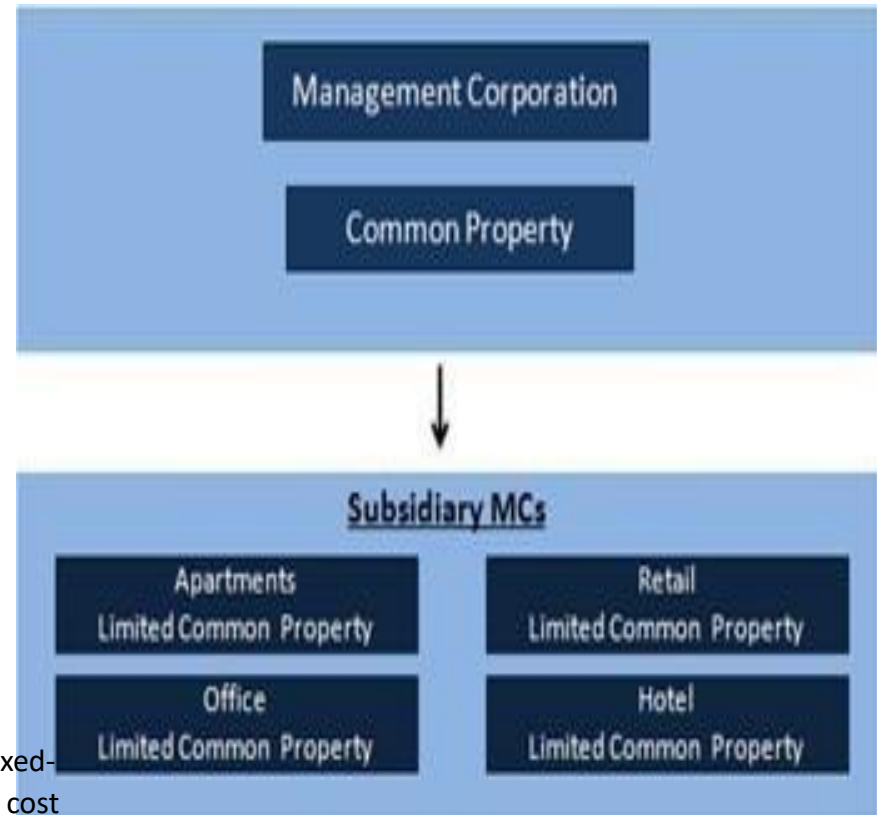 Management Corporation
Common Property
Subsidiary MCs
Apartments
Limited Common Property
Retail
Limited Common Property
Office
Limited Common Property
Hotel
Limited Common Property
xed-
cost